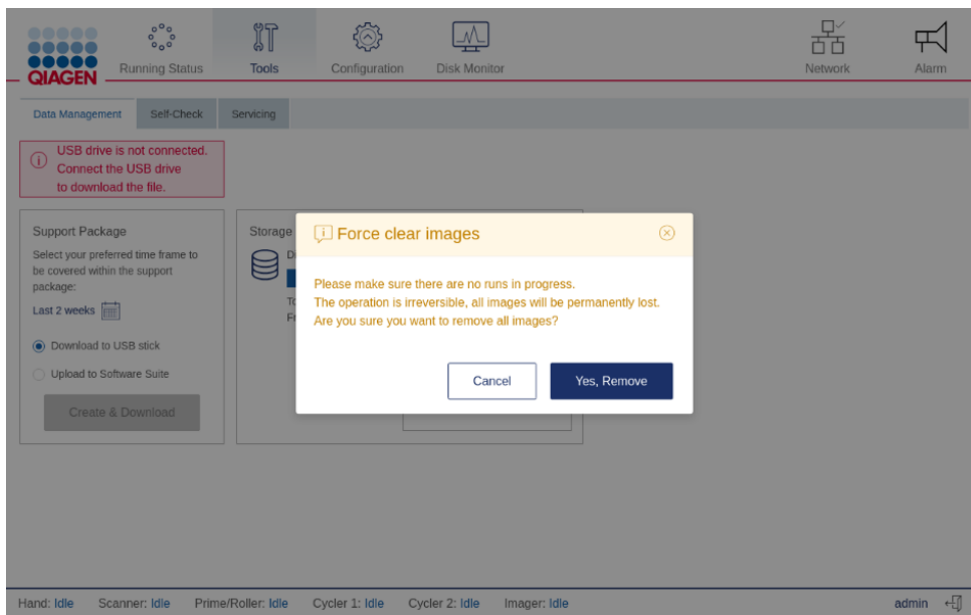 QIAGEN
Running Status
Tools
Configuration
Disk Monitor
Network
Alarm
Data Management
Self-Check
Servicing
USB drive is not connected.
Connect the USB drive
to download the file.
Support Package
Select your preferred time frame to
be covered within the support
package:
Last 2 weeks
Download to USB stick
Upload to Software Suite
Create & Download
Storage
Force clear images
Please make sure there are no runs in progress.
The operation is irreversible, all images will be permanently lost.
Are you sure you want to remove all images?
Cancel
Yes, Remove
Hand: Idle
Scanner: Idle
Prime/Roller: Idle
Cycler 1: Idle
Cycler 2: Idle
Imager: Idle
admin